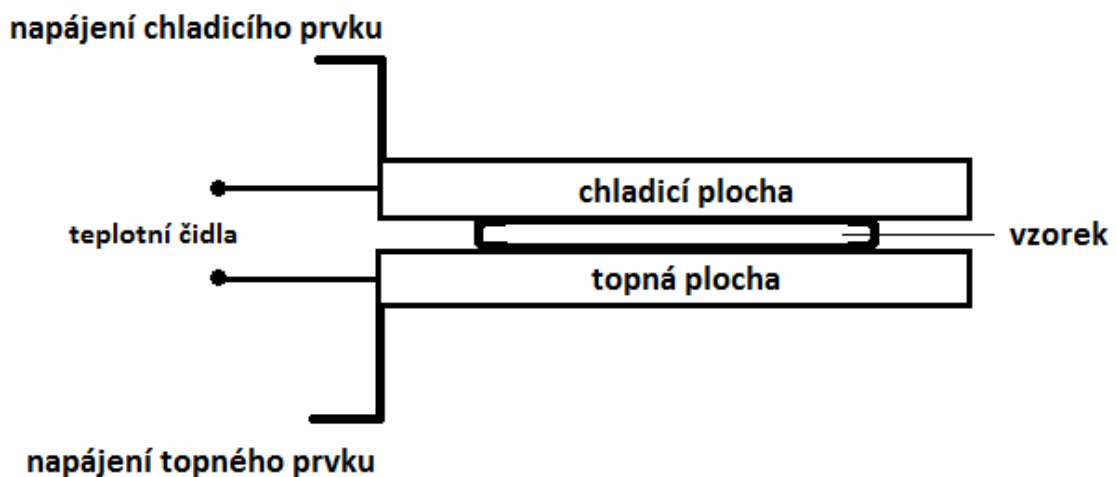 napájení chladicího prvku
chladicí plocha
teplotní čidla
vzorek
topná plocha
napájení topného prvku